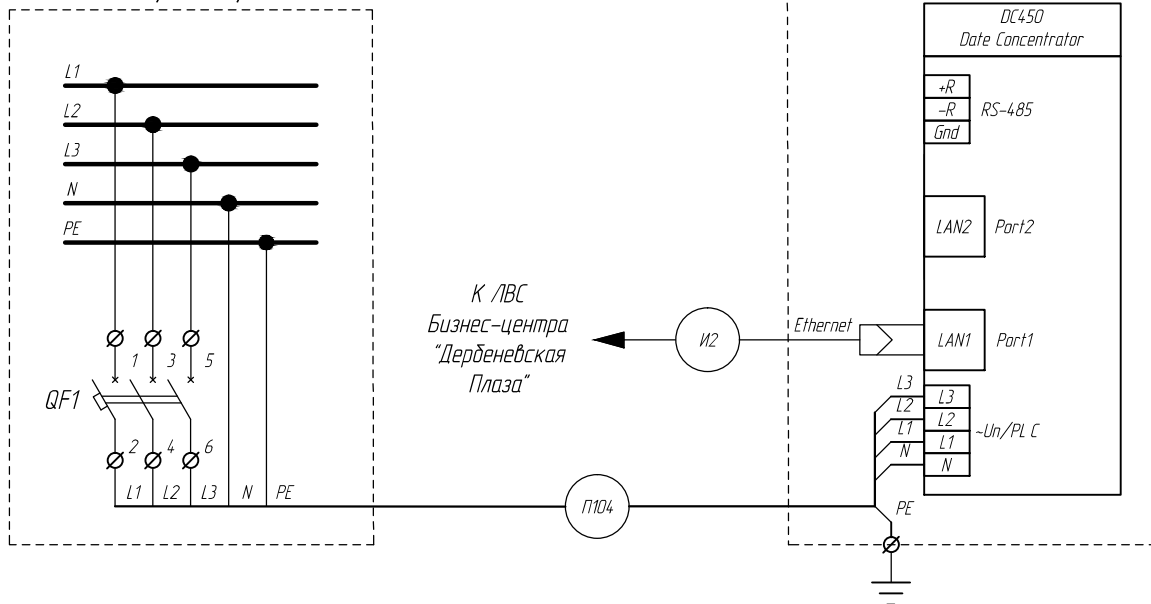 DC450
Date Concentrator
L1
L2
L3
N
PE
+R
-R
Gnd
RS-485
LAN2
Port2
К ЛВС
Бизнес-центра
"Дербеневская
Плаза"
И2
Ethernet
LAN1
Port1
1
3
5
QF1
2
4
6
L1
L2
L3
N
PE
П104
L3
L2
L1
N
PE
L3
L2
L1
N
~Un/PLC